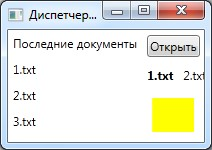 Диспетчер...
Последние документы
Открыть
1.txt
2.txt
3.txt
1.txt 2.txt